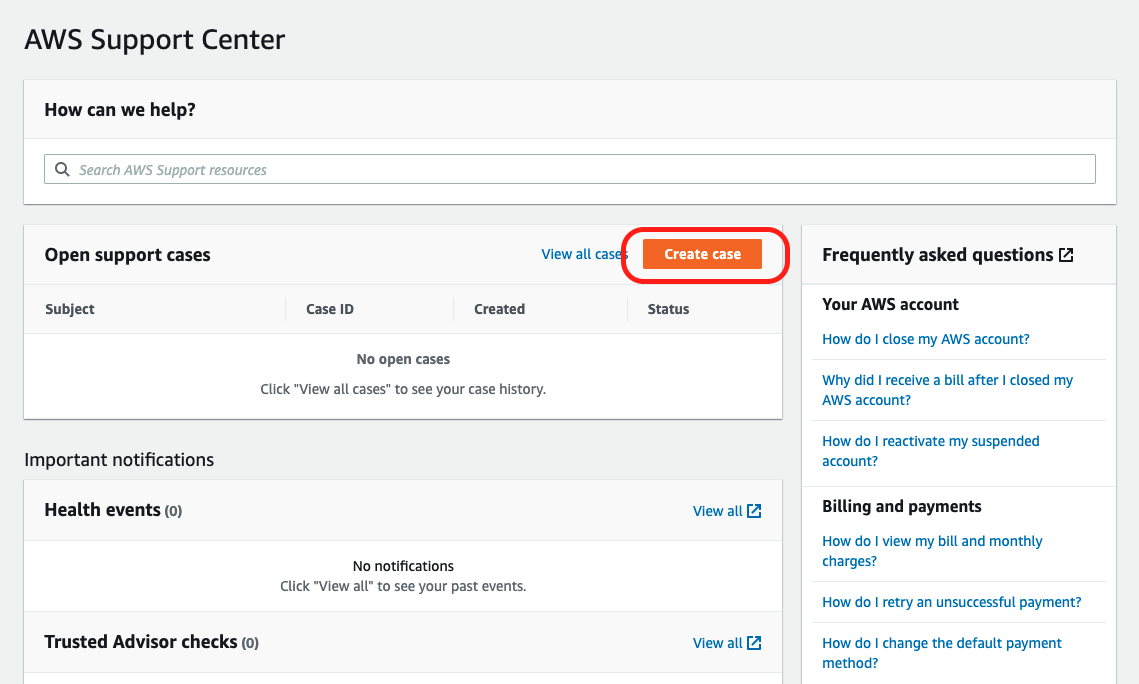 AWS Support Center
How can we help?
Search AWS Support resources
Open support cases
View all cases
Create case
Subject
Case ID
Created
Status
No open cases
Click "View all cases" to see your case history.
Important notifications
Health events (0)
View all
No notifications
Click "View all" to see your past events.
Trusted Advisor checks (0)
View all
Frequently asked questions
Your AWS account
How do I close my AWS account?
Why did I receive a bill after I closed my
AWS account?
How do I reactivate my suspended
account?
Billing and payments
How do I view my bill and monthly
charges?
How do I retry an unsuccessful payment?
How do I change the default payment
method?